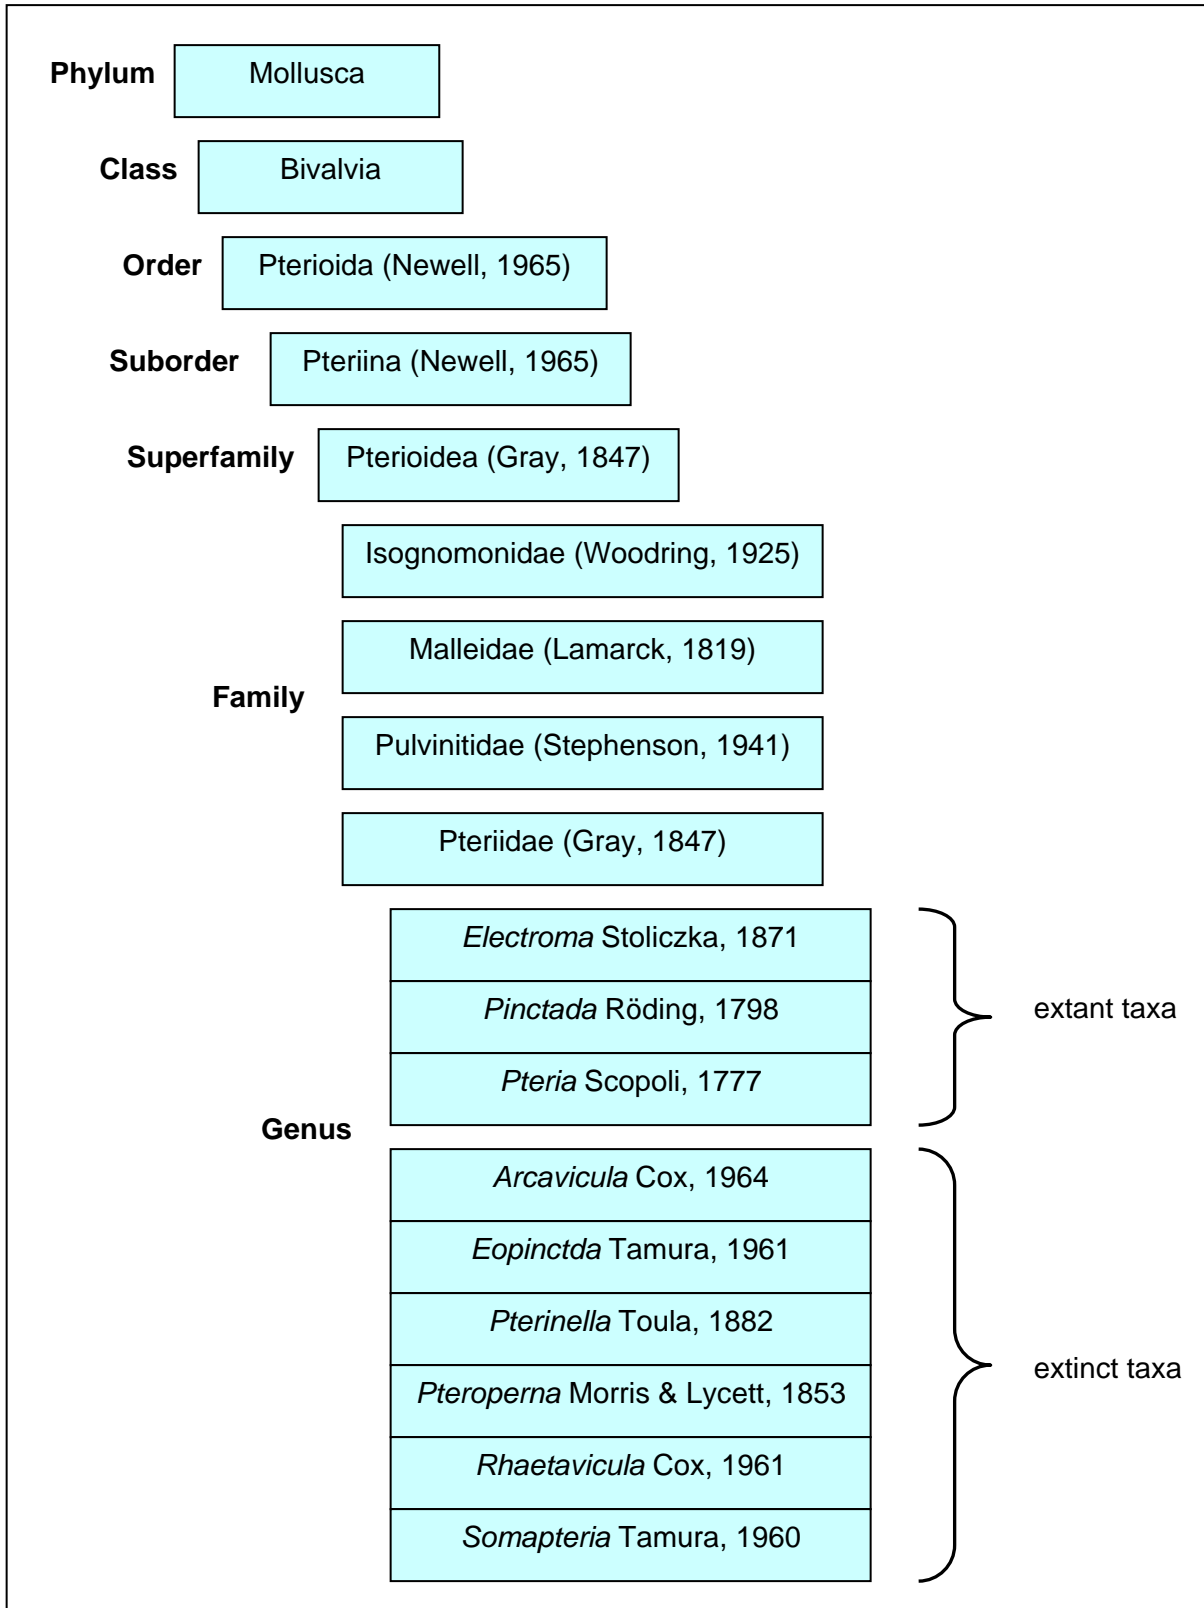 Phylum Mollusca
Class Bivalvia
Order Pterioida (Newell, 1965)
Suborder Pteriina (Newell, 1965)
Superfamily Pterioidea (Gray, 1847)
Isognomonidae (Woodring, 1925)
Malleidae (Lamarck, 1819)
Family
Pulvinitidae (Stephenson, 1941)
Pteriidae (Gray, 1847)
Electroma Stoliczka, 1871
Pinctada Röding, 1798
extant taxa
Pteria Scopoli, 1777
Genus
Arcavicula Cox, 1964
Eopinctda Tamura, 1961
Pterinella Toula, 1882
extinct taxa
Pteroperna Morris & Lycett, 1853
Rhaetavicula Cox, 1961
Somapteria Tamura, 1960